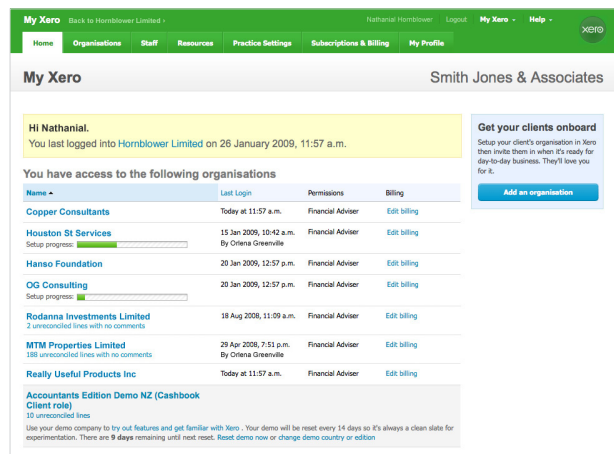 My Xero Back to Hornblower Limited ›
Nathanial Hornblower Logout My Xero Help
xero
Home Organisations Staff Resources Practice Settings Subscriptions & Billing My Profile
My Xero
Smith Jones & Associates
Hi Nathanial.
You last logged into Hornblower Limited on 26 January 2009, 11:57 a.m.
Get your clients onboard
Setup your client's organisation in Xero
then invite them in when it's ready for
day-to-day business. They'll love you
for it.
Add an organisation
You have access to the following organisations
Name Last Login Permissions Billing
Copper Consultants Today at 11:57 a.m. Financial Adviser Edit billing
Houston St Services 15 Jan 2009, 10:42 a.m. Financial Adviser Edit billing
Setup progress: By Orlena Greenville
Hanso Foundation 20 Jan 2009, 12:57 p.m. Financial Adviser Edit billing
OG Consulting 20 Jan 2009, 12:57 p.m. Financial Adviser Edit billing
Setup progress:
Rodanna Investments Limited 18 Aug 2008, 11:09 a.m. Financial Adviser Edit billing
2 unreconciled lines with no comments
MTM Properties Limited 29 Apr 2008, 7:51 p.m. Financial Adviser Edit billing
188 unreconciled lines with no comments By Orlena Greenville
Really Useful Products Inc Today at 11:57 a.m. Financial Adviser Edit billing
Accountants Edition Demo NZ (Cashbook
Client role)
10 unreconciled lines
Use your demo company to try out features and get familiar with Xero . Your demo will be reset every 14 days so it's always a clean slate for
experimentation. There are 9 days remaining until next reset. Reset demo now or change demo country or edition